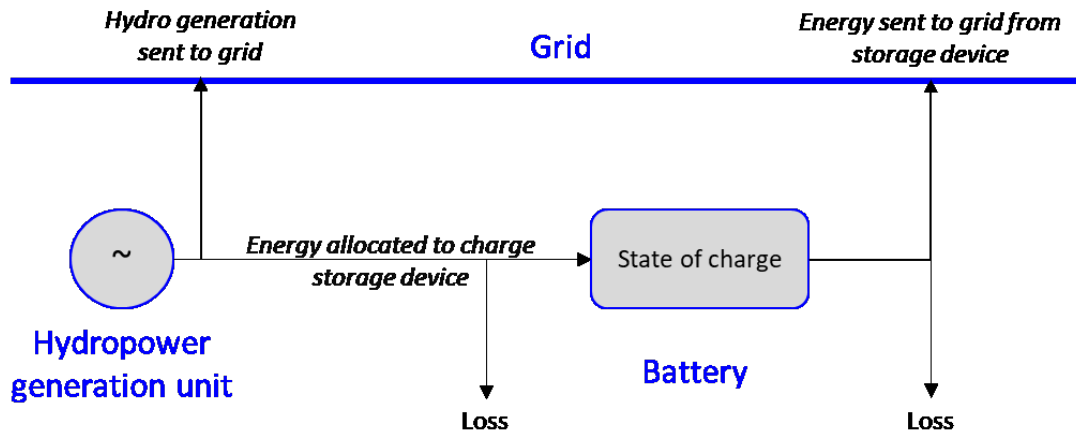 Hydro generation
sent to grid
Grid
Energy sent to grid from
storage device
~
Energy allocated to charge
storage device
State of charge
Hydropower
generation unit
Battery
Loss
Loss